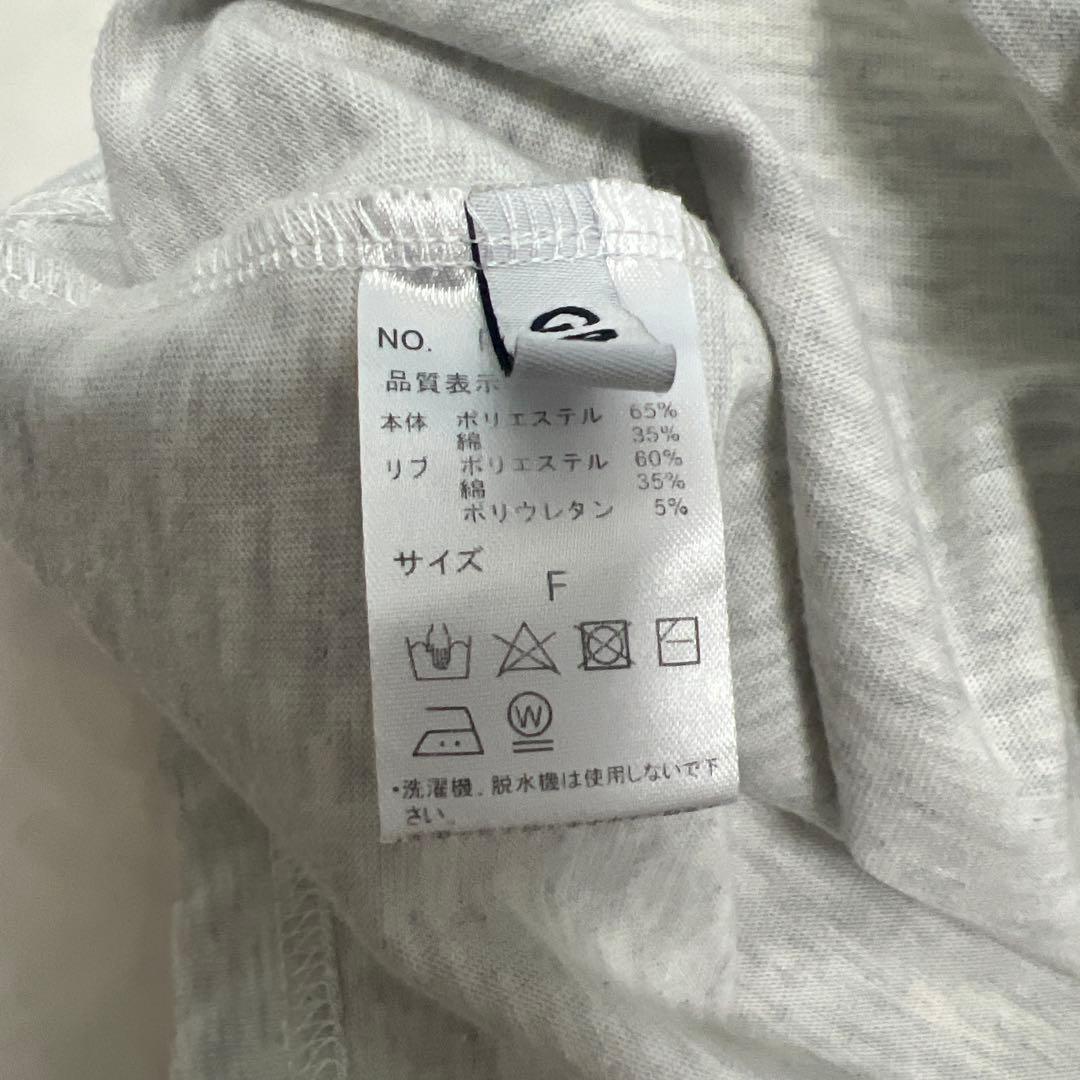 NO.
品質表示
本体 ポリエステル 65%
綿 35%
リブ ポリエステル 60%
綿 35%
ポリウレタン 5%
サイズ
F
W
•洗濯機、脱水機は使用しないで下
さい。